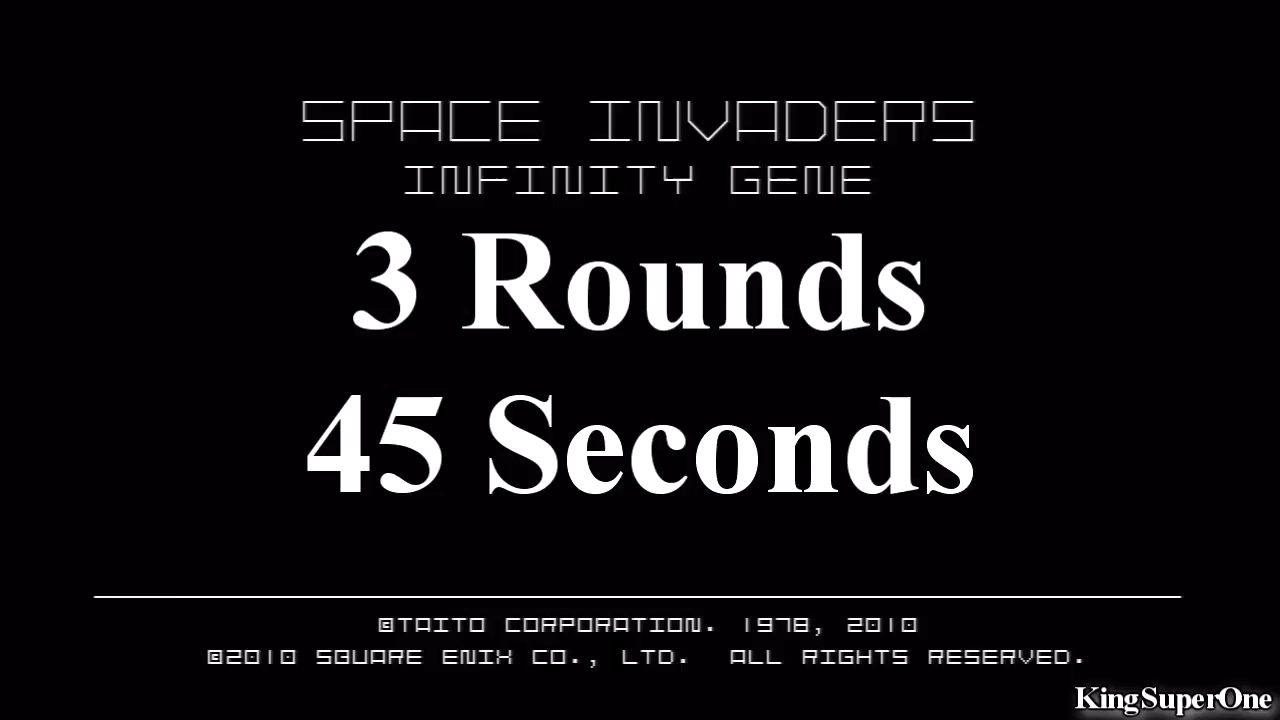 SPACE INVADERS
INFINITY GENE
3 Rounds
45 Seconds
©TAITO CORPORATION. 1978, 2010
©2010 SQUARE ENIX CO., LTD. ALL RIGHTS RESERVED.
KingSuperOne